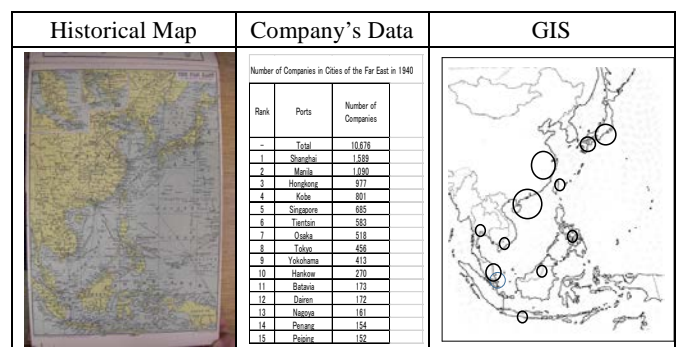 Historical Map Company's Data GIS
Number of Companies in Cities of the Far East in 1940
Rank Ports Number of Companies
- Total 10,676
1 Shanghai 1,589
2 Manila 1,090
3 Hongkong 977
4 Kobe 801
5 Singapore 685
6 Tientsin 583
7 Osaka 518
8 Tokyo 456
9 Yokohama 413
10 Hankow 270
11 Batavia 173
12 Dairen 172
13 Nagoya 161
14 Penang 154
15 Peiping 152